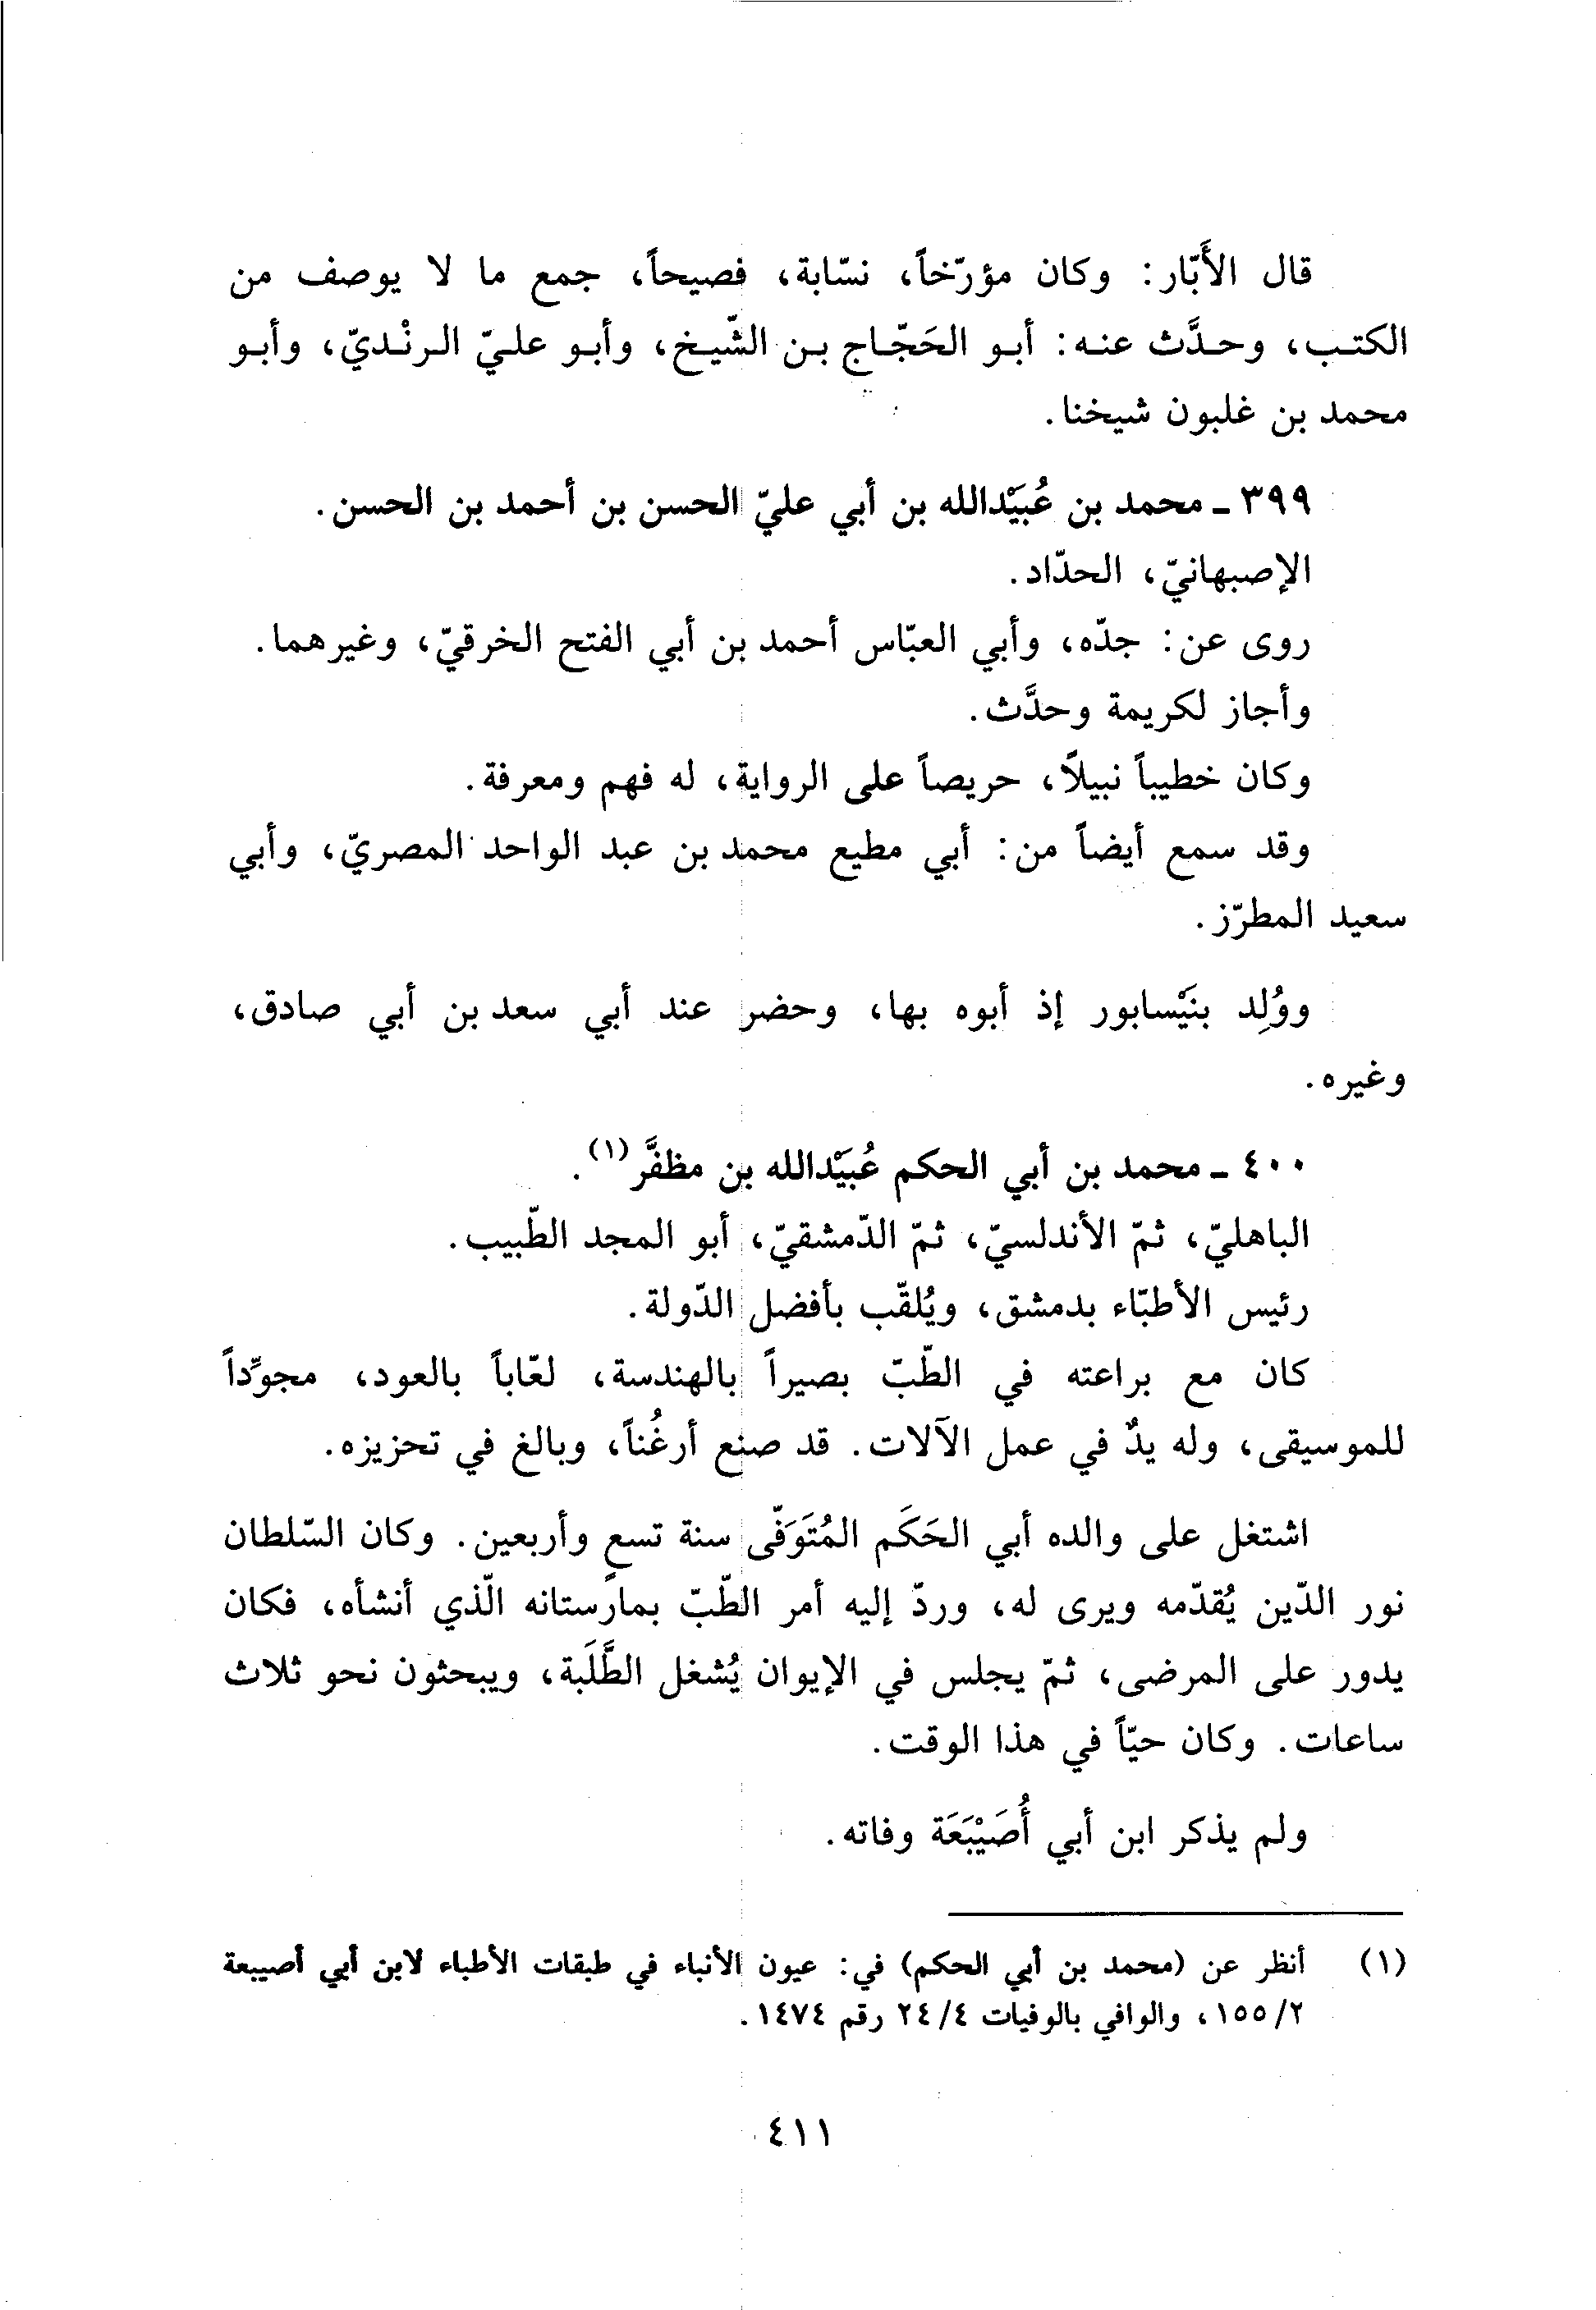 قال الأَبّار: وكان مؤرّخاً، نسّابة، فصيحاً، جمع ما لا يوصف من
الكتب، وحدَّث عنه: أبو الحَجّاج بن الشّيخ، وأبو عليّ الرنْديّ، وأبو
محمد بن غلبون شيخنا.
٣٩٩ ـ محمد بن عُبَيْدالله بن أبي عليّ الحسن بن أحمد بن الحسن.
الإصبهانيّ، الحدّاد.
روى عن: جدّه، وأبي العبّاس أحمد بن أبي الفتح الخرقيّ، وغيرهما.
وأجاز لكريمة وحدَّث.
وكان خطيباً نبيلاً، حريصاً على الرواية، له فهم ومعرفة.
وقد سمع أيضاً من: أبي مطيع محمد بن عبد الواحد المصريّ، وأبي
سعيد المطرّز.
ووُلِد بنَيْسابور إذ أبوه بها، وحضر عند أبي سعد بن أبي صادق،
وغيره.
٤٠٠ ـ محمد بن أبي الحكم عُبَيْدالله بن مظفَّر(١).
الباهليّ، ثمّ الأندلسيّ، ثمّ الدّمشقيّ، أبو المجد الطّبيب.
رئيس الأطبّاء بدمشق، ويُلقّب بأفضل الدّولة.
كان مع براعته في الطّبّ بصيراً بالهندسة، لعّاباً بالعود، مجوِّداً
للموسيقى، وله يدٌ في عمل الآلات. قد صنع أرغُناً، وبالغ في تحزيزه.
اشتغل على والده أبي الحَكَم المُتَوَفّى سنة تسعٍ وأربعين. وكان السّلطان
نور الدّين يُقدّمه ويرى له، وردّ إليه أمر الطّبّ بمارستانه الّذي أنشأه، فكان
يدور على المرضى، ثمّ يجلس في الإيوان يُشغل الطَّلَبة، ويبحثون نحو ثلاث
ساعات. وكان حيّاً في هذا الوقت.
ولم يذكر ابن أبي أُصَيْبَعَة وفاته.
(١) أنظر عن (محمد بن أبي الحكم) في: عيون الأنباء في طبقات الأطباء لابن أبي أصيبعة
٢/١٥٥، والوافي بالوفيات ٢٤/٤ رقم ١٤٧٤.
٤١١